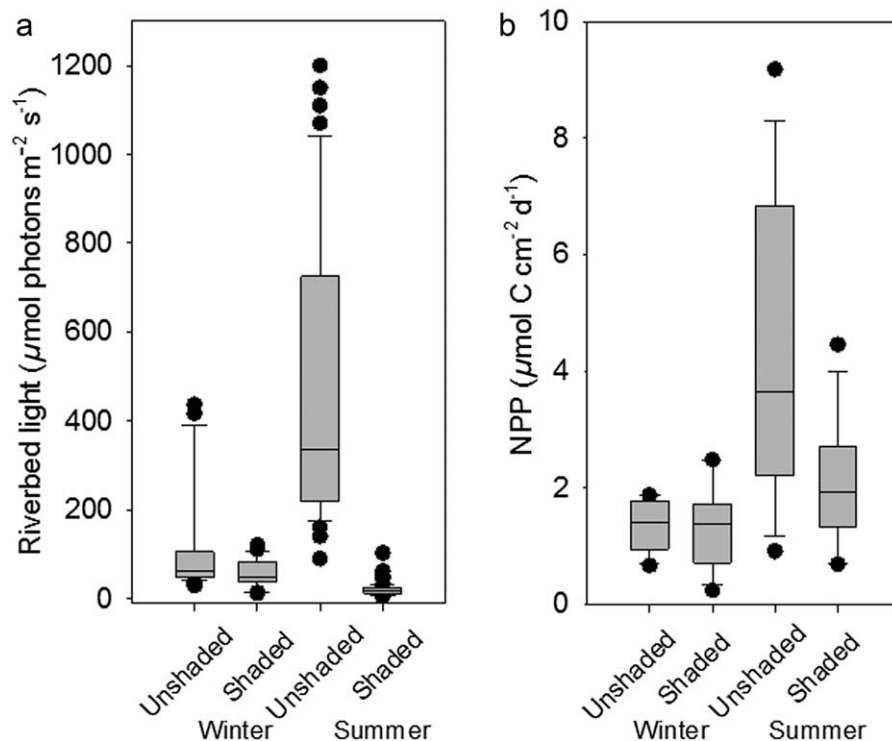 a
Riverbed light (µmol photons m⁻² s⁻¹)
1200
1000
800
600
400
200
0
Unshaded
Shaded
Unshaded
Shaded
Winter
Summer
b
NPP (µmol C cm⁻² d⁻¹)
10
8
6
4
2
0
Unshaded
Shaded
Unshaded
Shaded
Winter
Summer